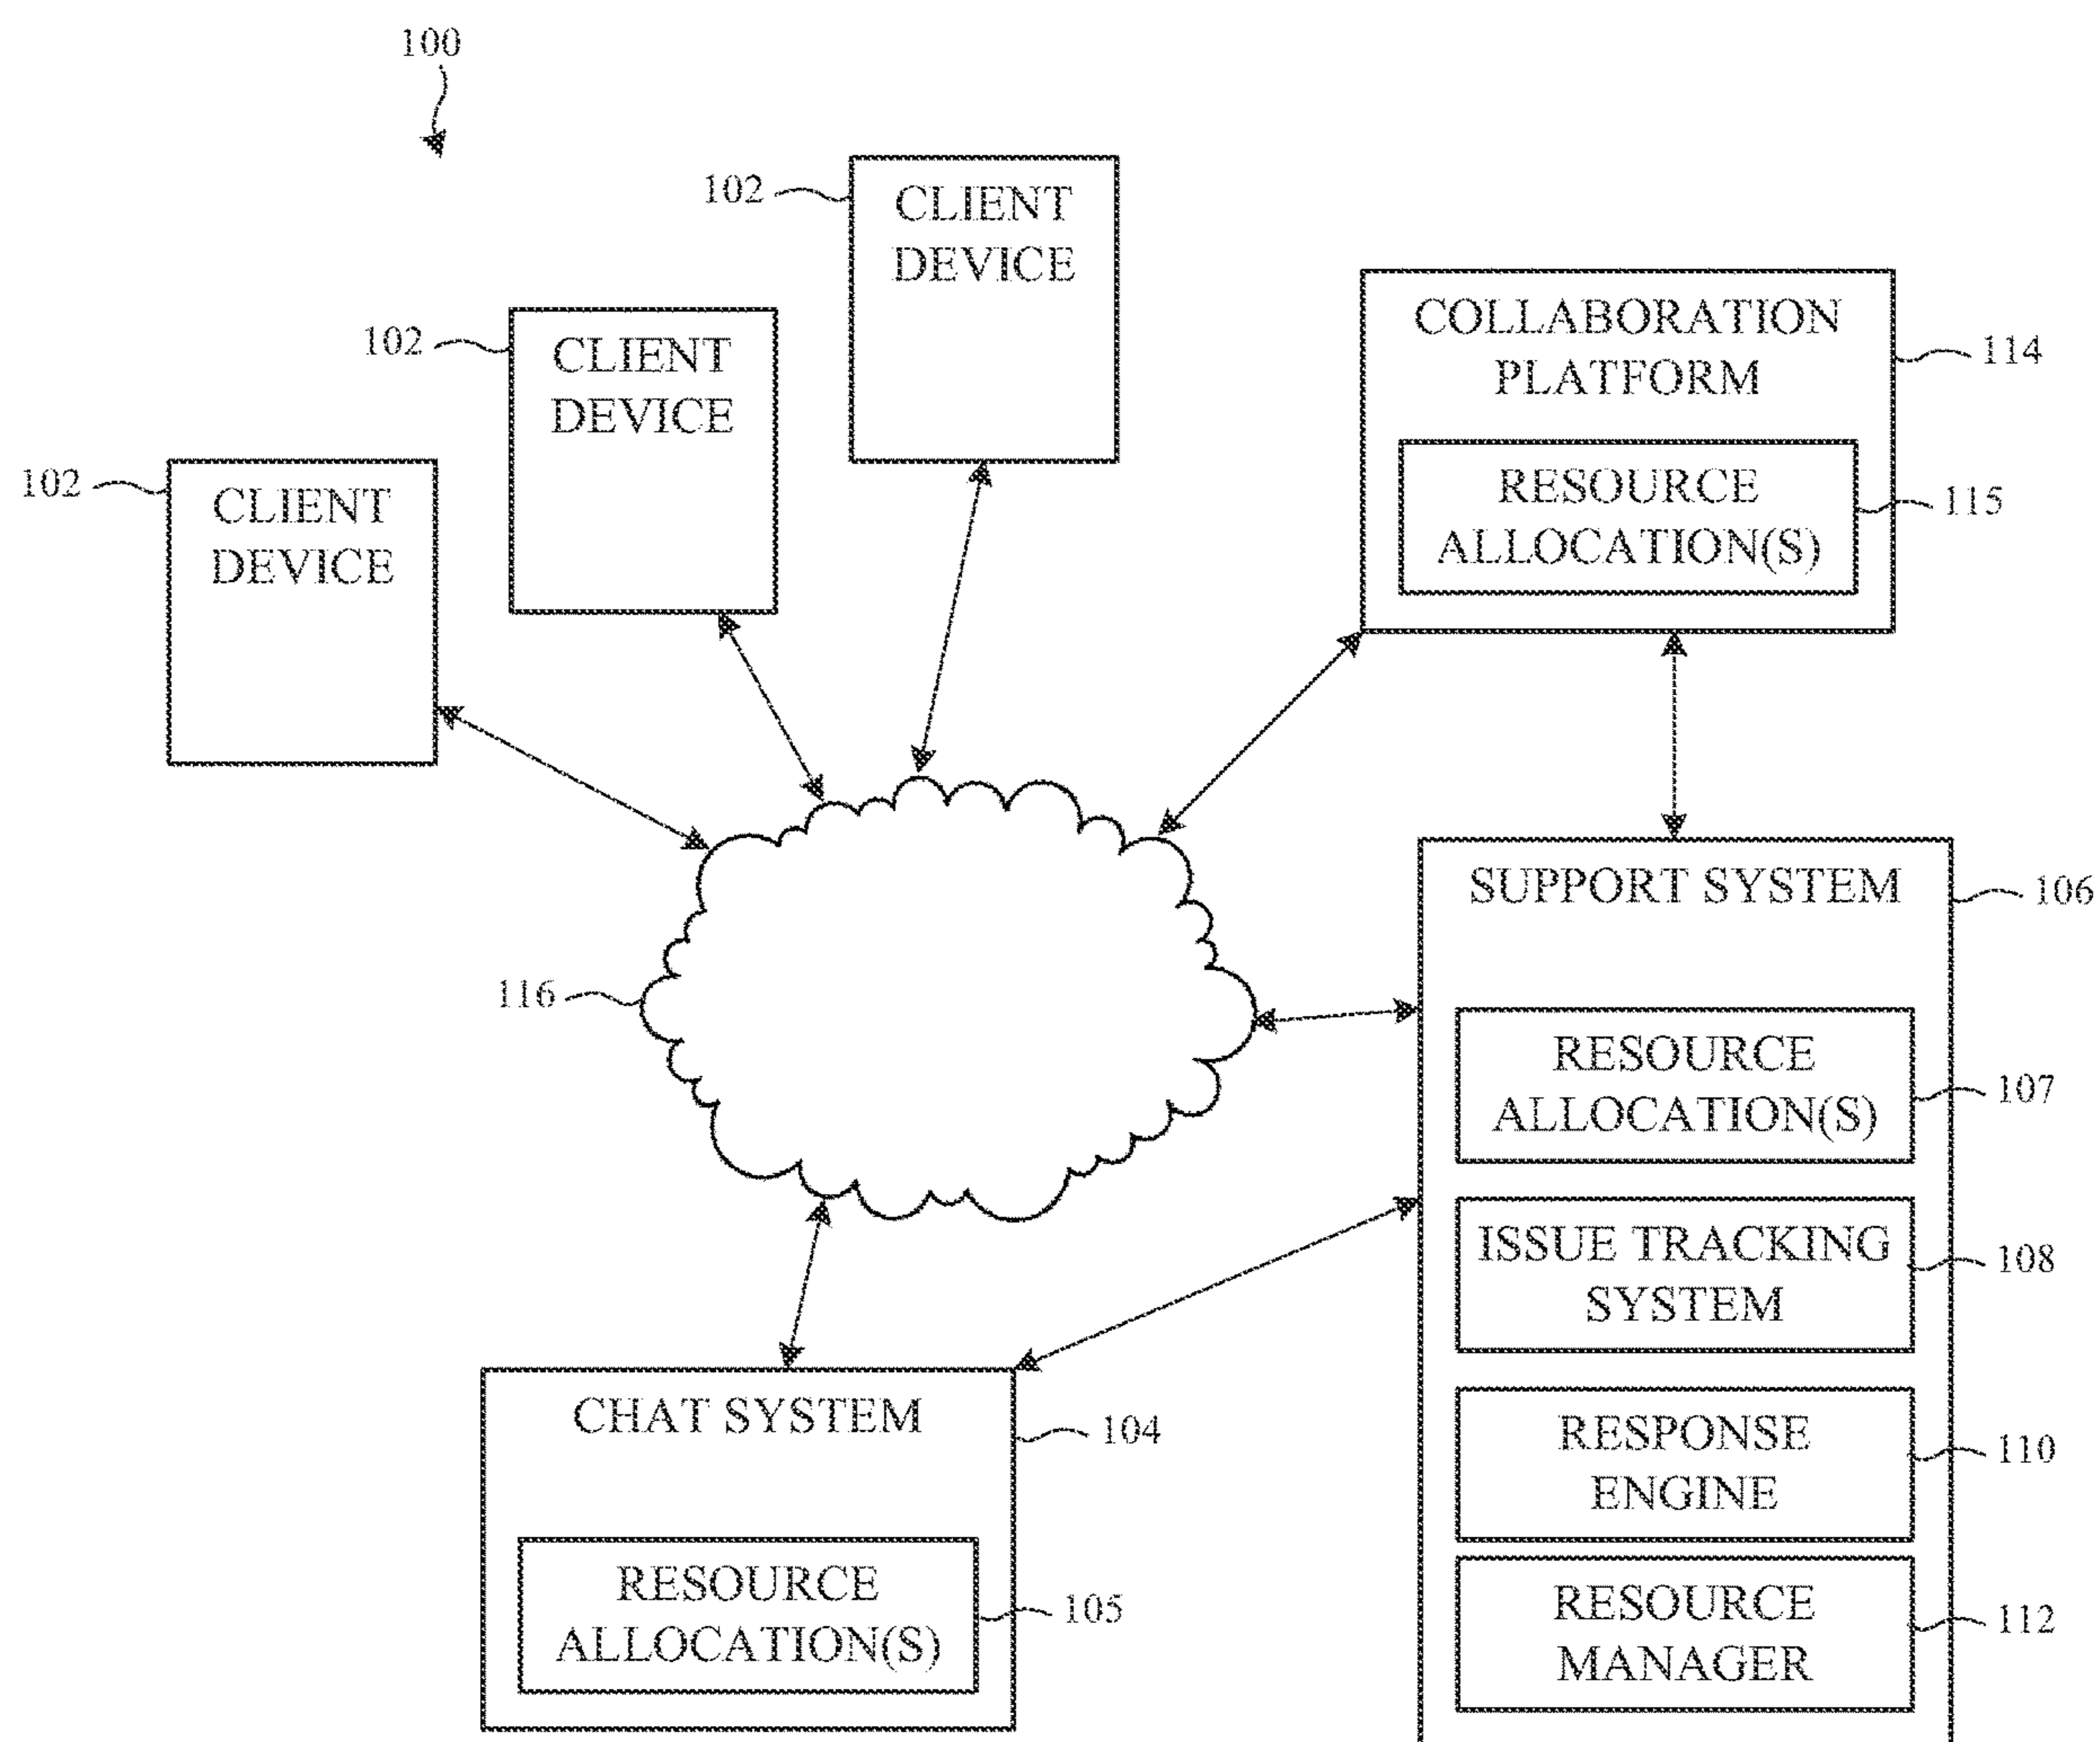 100
102
CLIENT
DEVICE
102
CLIENT
DEVICE
102
CLIENT
DEVICE
COLLABORATION
PLATFORM
114
RESOURCE
ALLOCATION(S)
115
116
SUPPORT SYSTEM
106
RESOURCE
ALLOCATION(S)
107
ISSUE TRACKING
SYSTEM
108
RESPONSE
ENGINE
110
RESOURCE
MANAGER
112
CHAT SYSTEM
104
RESOURCE
ALLOCATION(S)
105